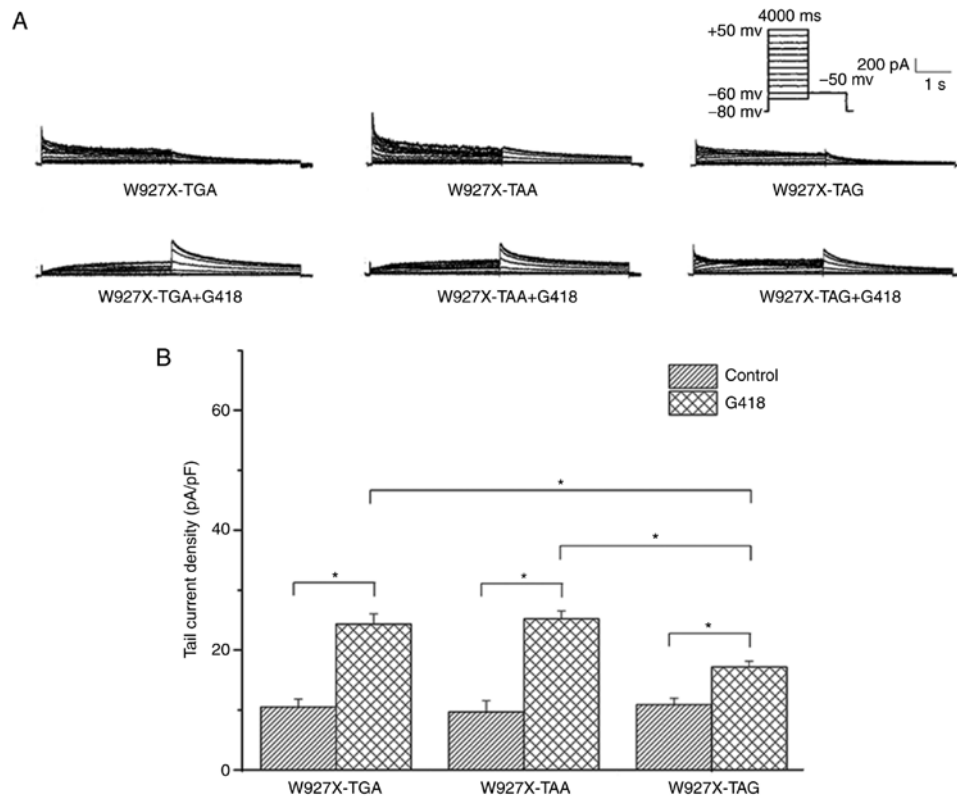 A
4000 ms
+50 mv
200 pA
1 s
−50 mv
−60 mv
−80 mv
W927X-TGA
W927X-TAA
W927X-TAG
W927X-TGA+G418
W927X-TAA+G418
W927X-TAG+G418
B
Control
G418
60
40
20
0
Tail current density (pA/pF)
*
*
*
*
*
W927X-TGA
W927X-TAA
W927X-TAG